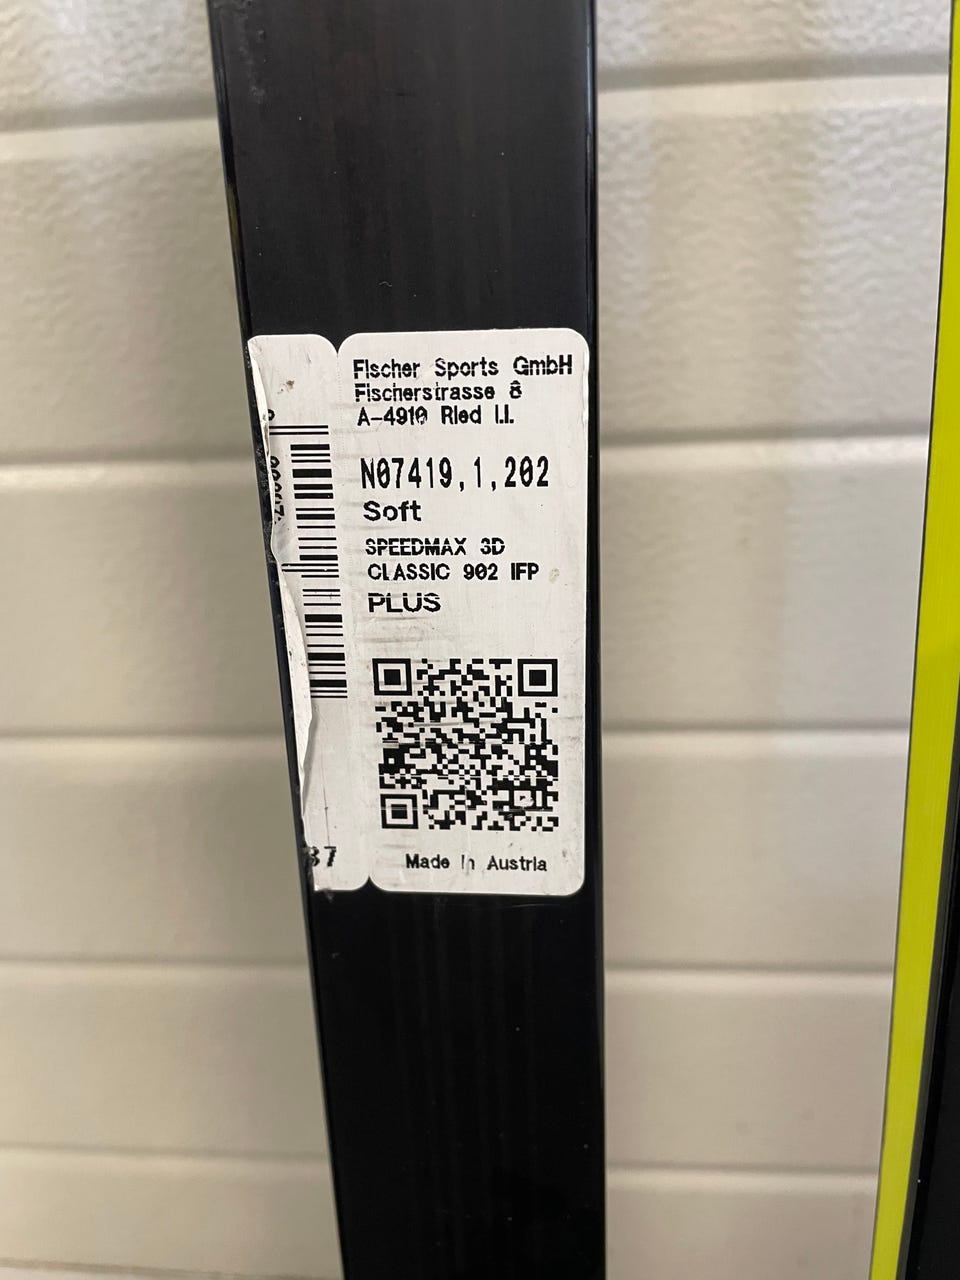 Fischer Sports GmbH
Fischerstrasse 8
A-4910 Ried i.I.
N07419,1,202
Soft
SPEEDMAX 3D
CLASSIC 902 IFP
PLUS
Made in Austria
37